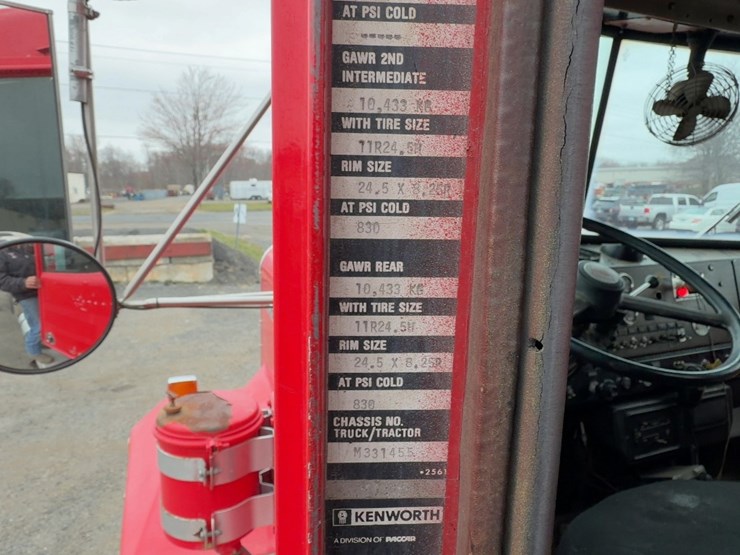 AT PSI COLD
GAWR 2ND
INTERMEDIATE
10,433 KG
WITH TIRE SIZE
11R24.5H
RIM SIZE
24.5 X 8.25R
AT PSI COLD
830
GAWR REAR
10,433 KG
WITH TIRE SIZE
11R24.5H
RIM SIZE
24.5 X 8.25R
AT PSI COLD
830
CHASSIS NO.
TRUCK/TRACTOR
M331455
KENWORTH
A DIVISION OF PACCAR